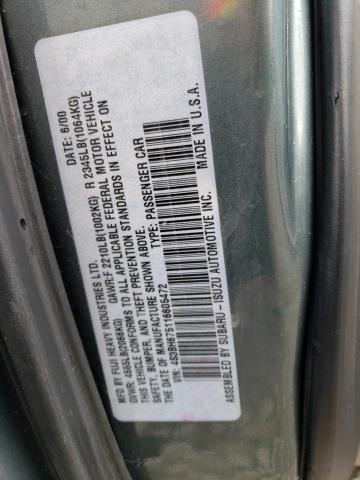 MFD BY FUJI HEAVY INDUSTRIES LTD. DATE: 6/00
GVWR: 4555LB(2066KG) GAWR:F 2210LB(1002KG) R 2345LB(1064KG)
THIS VEHICLE CONFORMS TO ALL APPLICABLE FEDERAL MOTOR VEHICLE
SAFETY, BUMPER, AND THEFT PREVENTION STANDARDS IN EFFECT ON
THE DATE OF MANUFACTURE SHOWN ABOVE.
VIN: 4S3BH675116605472 TYPE: PASSENGER CAR
ASSEMBLED BY SUBARU-ISUZU AUTOMOTIVE INC. MADE IN U.S.A.